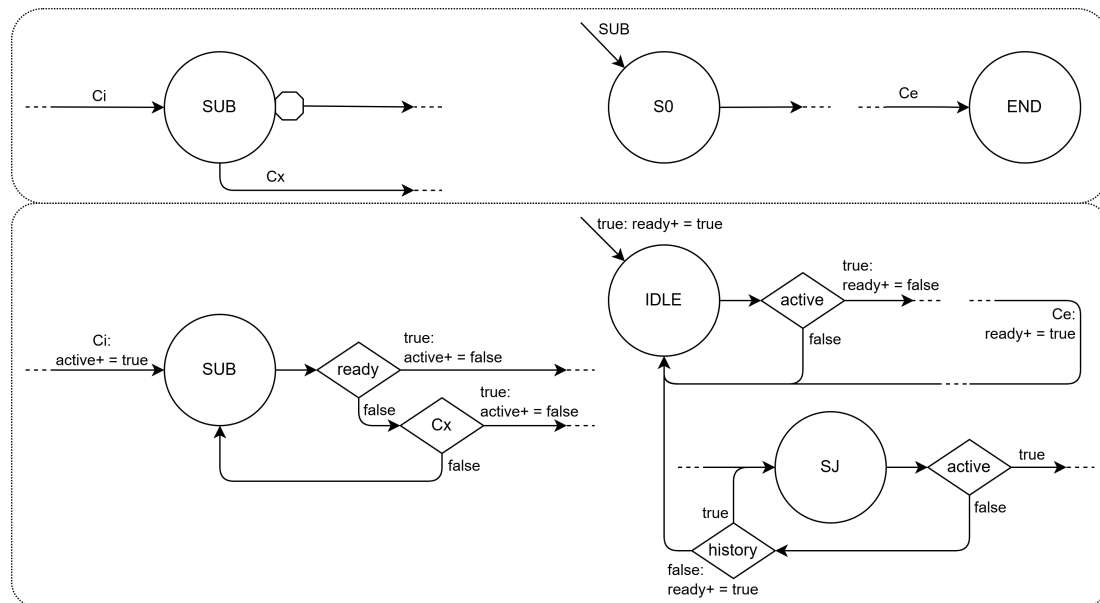 SUB
Ci
Ce
SUB
S0
END
Cx
true: ready+ = true
true:
ready+ = false
IDLE
active
Ce:
ready+ = true
false
Ci:
active+ = true
true:
active+ = false
SUB
ready
true:
active+ = false
false
Cx
false
SJ
active
true
false
true
history
false:
ready+ = true